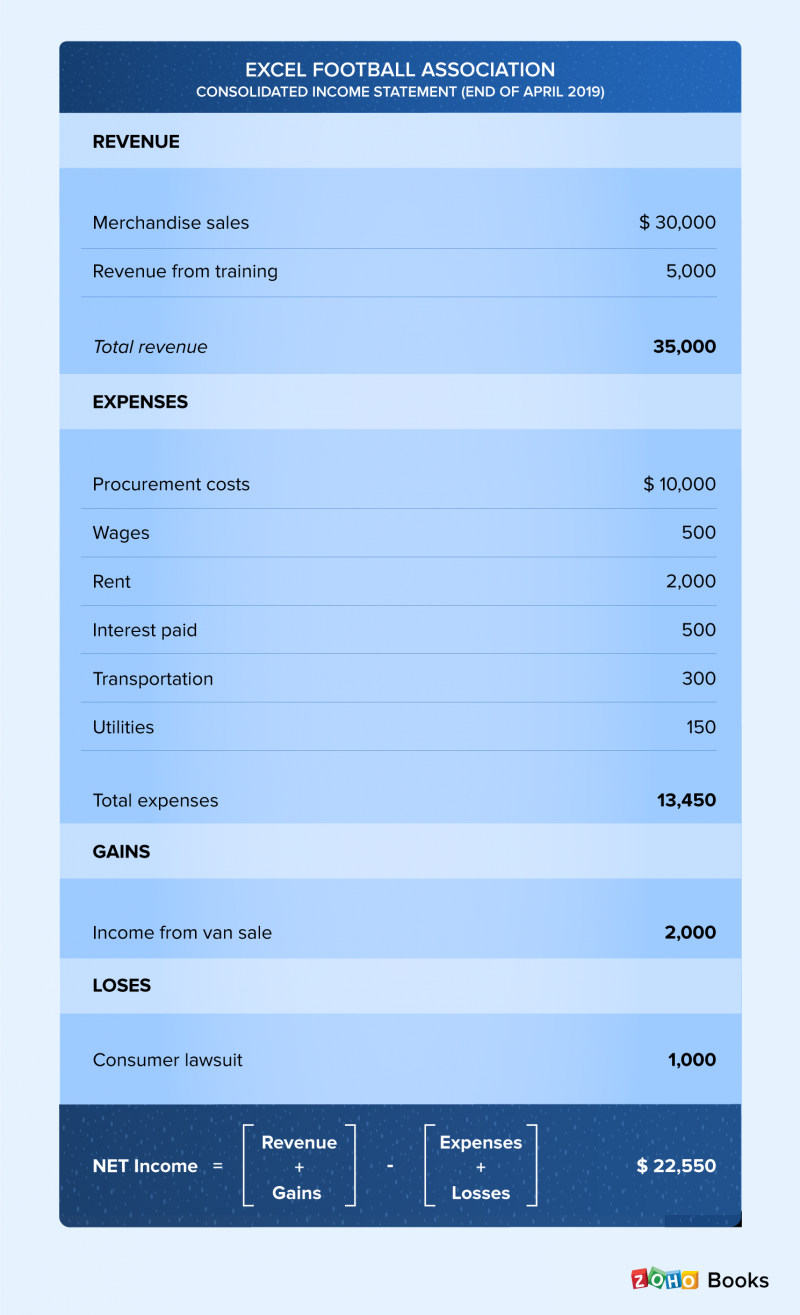 EXCEL FOOTBALL ASSOCIATION
CONSOLIDATED INCOME STATEMENT (END OF APRIL 2019)
REVENUE
Merchandise sales $ 30,000
Revenue from training 5,000
Total revenue 35,000
EXPENSES
Procurement costs $ 10,000
Wages 500
Rent 2,000
Interest paid 500
Transportation 300
Utilities 150
Total expenses 13,450
GAINS
Income from van sale 2,000
LOSES
Consumer lawsuit 1,000
Revenue Expenses
NET Income = + - + $ 22,550
Gains Losses
ZOHO Books